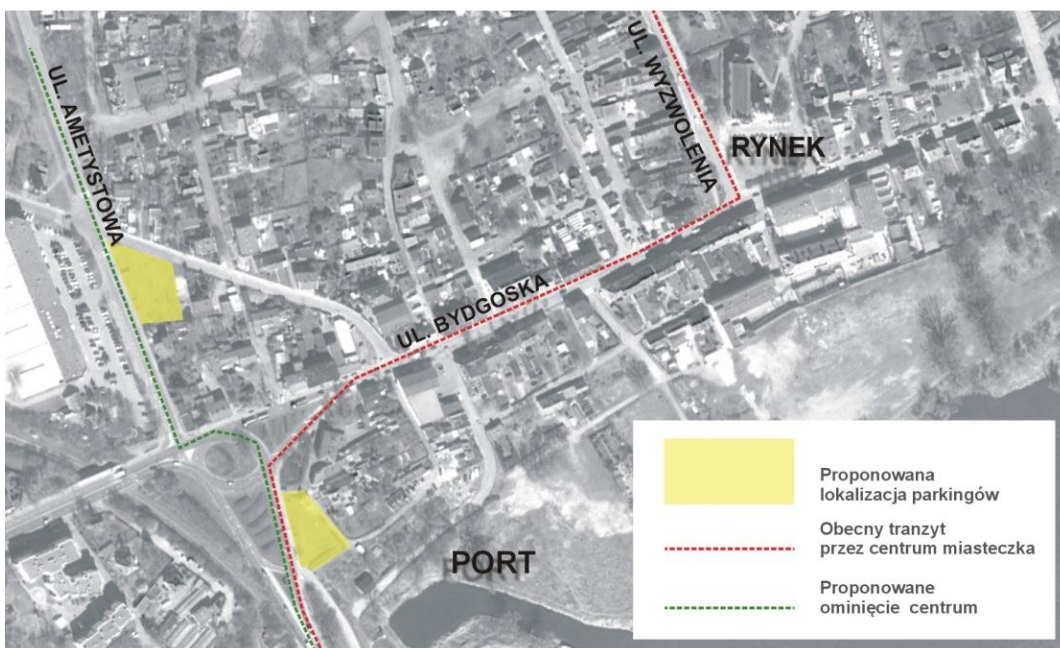 UL. AMETYSTOWA
UL. WYZWOLENIA
RYNEK
UL. BYDGOSKA
PORT
Proponowana
lokalizacja parkingów
Obecny tranzyt
przez centrum miasteczka
Proponowane
ominięcie centrum